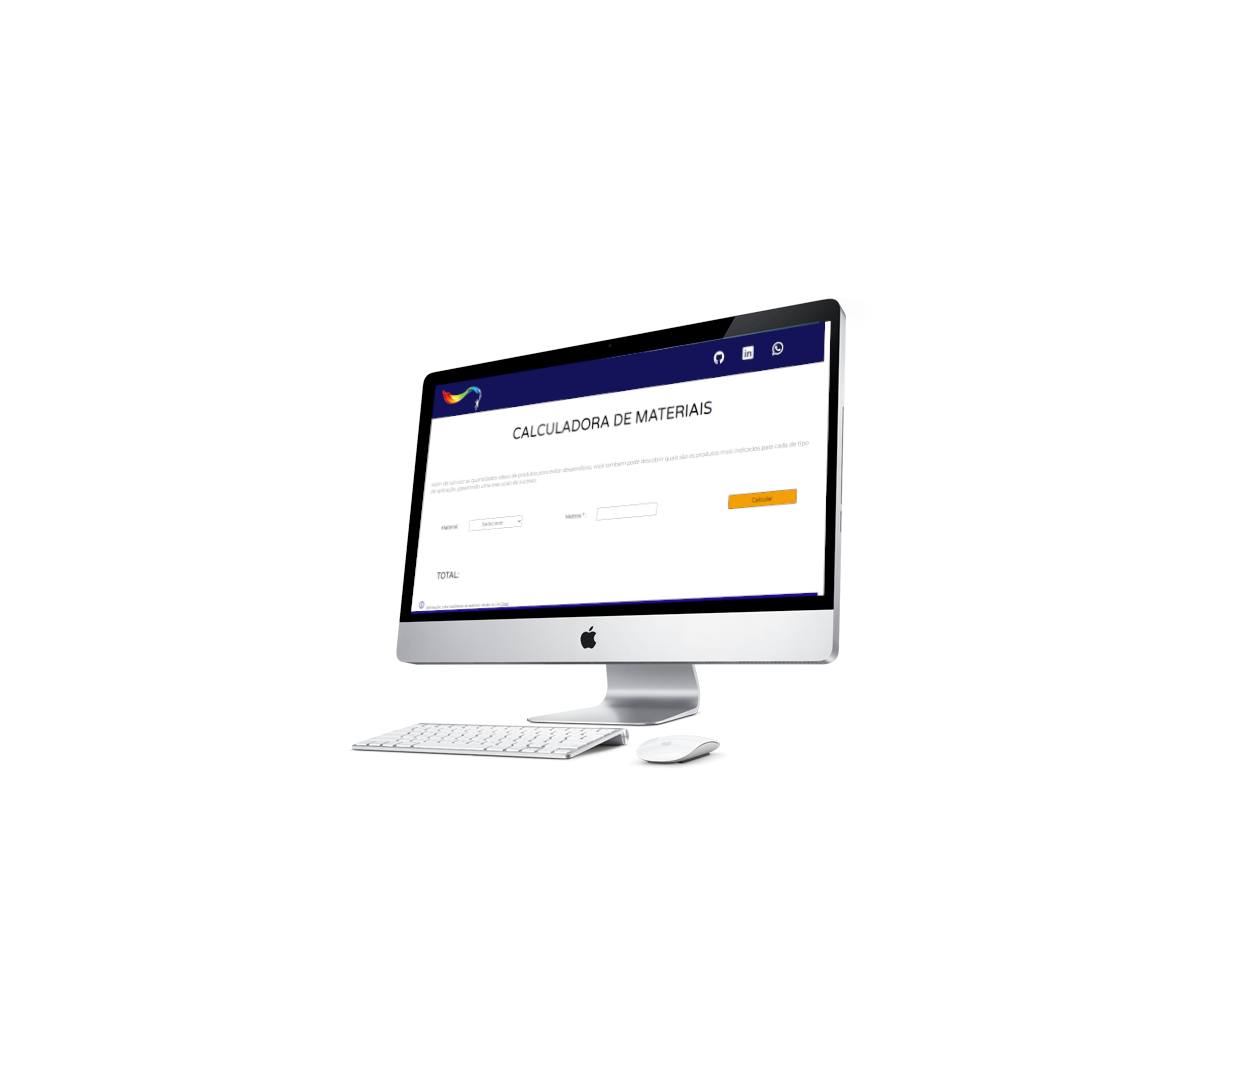 in
CALCULADORA DE MATERIAIS
Além de calcular as quantidades ideais de produtos para evitar desperdícios, você também pode descobrir quais são os produtos mais indicados para cada de tipo
de aplicação, garantindo uma execução de sucesso.
Material: Selecione Metros ²: Calcular
TOTAL: